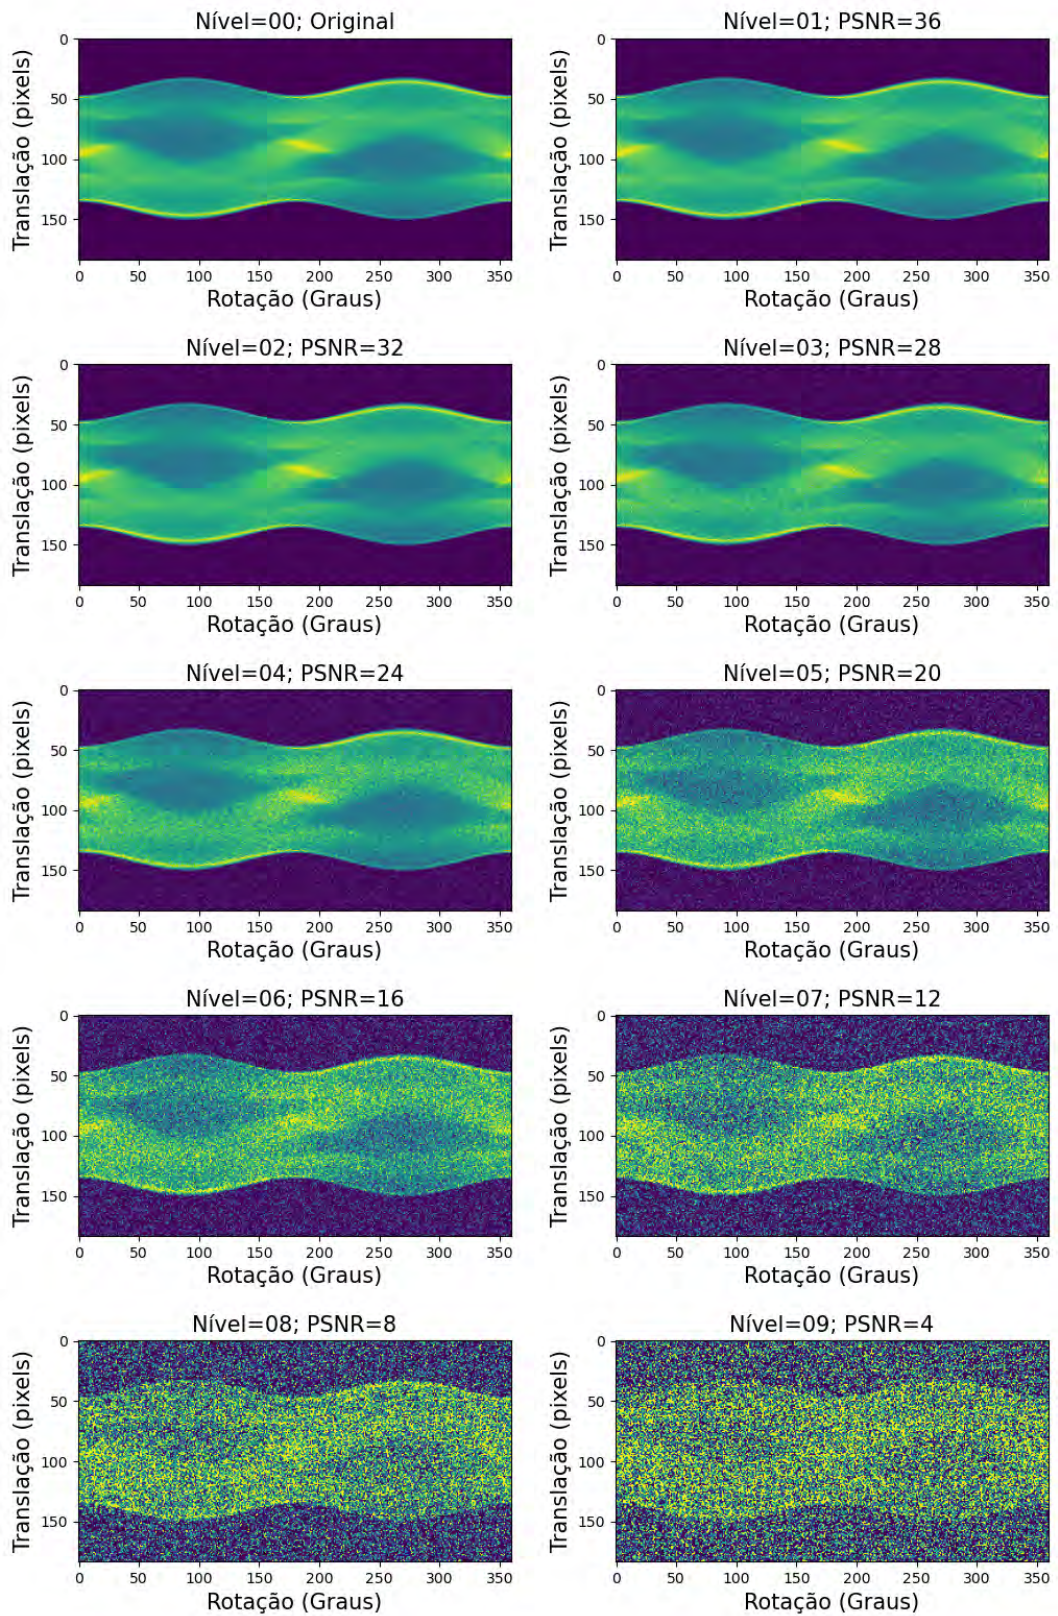 Nível=00; Original
Nível=01; PSNR=36
0
50
100
150
Translação (pixels)
0 50 100 150 200 250 300 350
Rotação (Graus)
0
50
100
150
Translação (pixels)
0 50 100 150 200 250 300 350
Rotação (Graus)
Nível=02; PSNR=32
Nível=03; PSNR=28
0
50
100
150
Translação (pixels)
0 50 100 150 200 250 300 350
Rotação (Graus)
0
50
100
150
Translação (pixels)
0 50 100 150 200 250 300 350
Rotação (Graus)
Nível=04; PSNR=24
Nível=05; PSNR=20
0
50
100
150
Translação (pixels)
0 50 100 150 200 250 300 350
Rotação (Graus)
0
50
100
150
Translação (pixels)
0 50 100 150 200 250 300 350
Rotação (Graus)
Nível=06; PSNR=16
Nível=07; PSNR=12
0
50
100
150
Translação (pixels)
0 50 100 150 200 250 300 350
Rotação (Graus)
0
50
100
150
Translação (pixels)
0 50 100 150 200 250 300 350
Rotação (Graus)
Nível=08; PSNR=8
Nível=09; PSNR=4
0
50
100
150
Translação (pixels)
0 50 100 150 200 250 300 350
Rotação (Graus)
0
50
100
150
Translação (pixels)
0 50 100 150 200 250 300 350
Rotação (Graus)